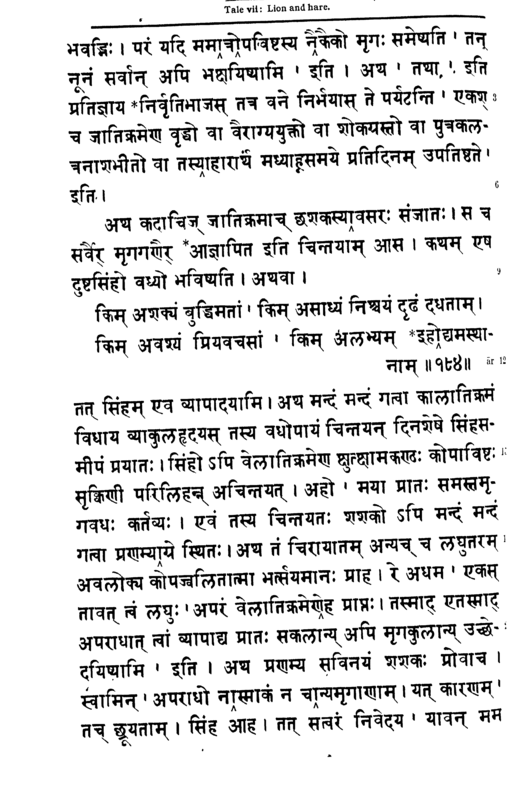 Tale vii: Lion and hare.
भवद्भिः । परं यदि ममात्रोपविष्टस्य नैकैको मृगः समेष्यति ' तन्
नूनं सर्वान् अपि भक्षयिष्यामि ' इति । अथ ' तथा, ' इति
प्रतिज्ञाय *निर्वृतिभाजस् तत्र वने निर्भयास् ते पर्यटन्ति ' एकश् 3
च जातिक्रमेण वृद्धो वा वैराग्ययुक्तो वा शोकग्रस्तो वा पुत्रकल-
त्रनाशभीतो वा तस्याहारार्थं मध्याह्नसमये प्रतिदिनम् उपतिष्ठते '
इति । 6
अथ कदाचिज् जातिक्रमाच् छशकस्यावसरः संजातः । स च
सर्वैर् मृगगणैर् *आज्ञापित इति चिन्तयाम् आस । कथम् एष
दुष्टसिंहो वध्यो भविष्यति । अथवा । 9
किम् अशक्यं बुद्धिमतां ' किम् असाध्यं निश्चयं दृढं दधताम् ।
किम् अवश्यं प्रियवचसां ' किम् अलभ्यम् *इहोद्यमस्था-
नाम् ॥१८४॥ ār 12
तत् सिंहम् एव व्यापादयामि । अथ मन्दं मन्दं गत्वा कालातिक्रमं
विधाय व्याकुलहृदयस् तस्य वधोपायं चिन्तयन् दिनशेषे सिंहस-
मीपं प्रयातः । सिंहो ऽपि वेलातिक्रमेण क्षुत्क्षामकण्ठः कोपाविष्टः
सृक्किणी परिलिहन्न् अचिन्तयत् । अहो ' मया प्रातः समस्तमृ-
गवधः कर्तव्यः । एवं तस्य चिन्तयतः शशको ऽपि मन्दं मन्दं
गत्वा प्रणम्याग्रे स्थितः । अथ तं चिरायातम् अन्यच् च लघुतरम्
अवलोक्य कोपज्वलितात्मा भर्त्सयमानः प्राह । रे अधम ' एकस्
तावत् त्वं लघुः ' अपरं वेलातिक्रमेणेह प्राप्तः । तस्माद् एतस्माद्
अपराधात् त्वां व्यापाद्य प्रातः सकलान्य् अपि मृगकुलान्य् उच्छे-
दयिष्यामि ' इति । अथ प्रणम्य सविनयं शशकः प्रोवाच ।
स्वामिन् ' अपराधो नास्माकं न चान्यमृगाणाम् । यत् कारणम् '
तच् छ्रूयताम् । सिंह आह । तत् सत्वरं निवेदय ' यावन् मम